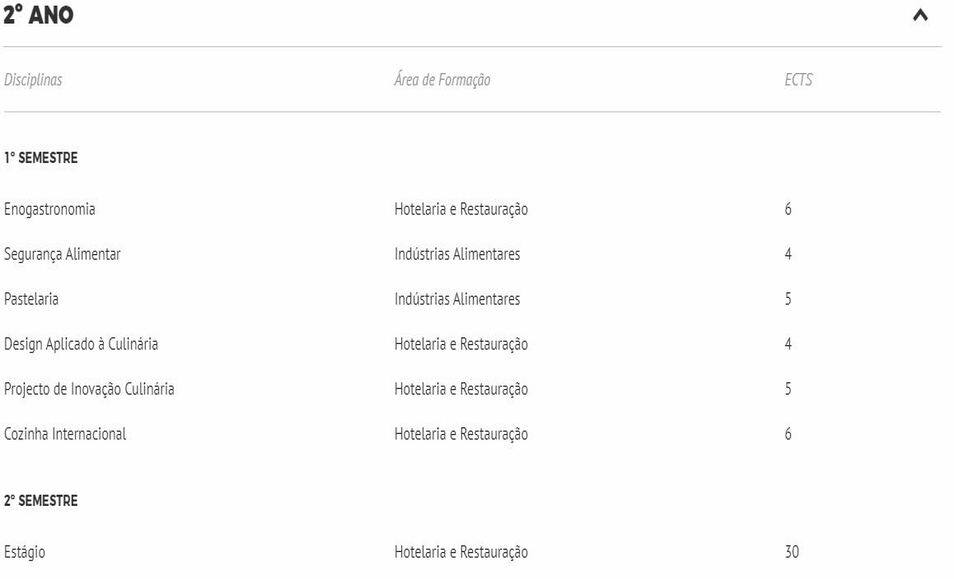 2º ANO
Disciplinas Área de Formação ECTS
1º SEMESTRE
Enogastronomia Hotelaria e Restauração 6
Segurança Alimentar Indústrias Alimentares 4
Pastelaria Indústrias Alimentares 5
Design Aplicado à Culinária Hotelaria e Restauração 4
Projecto de Inovação Culinária Hotelaria e Restauração 5
Cozinha Internacional Hotelaria e Restauração 6
2º SEMESTRE
Estágio Hotelaria e Restauração 30